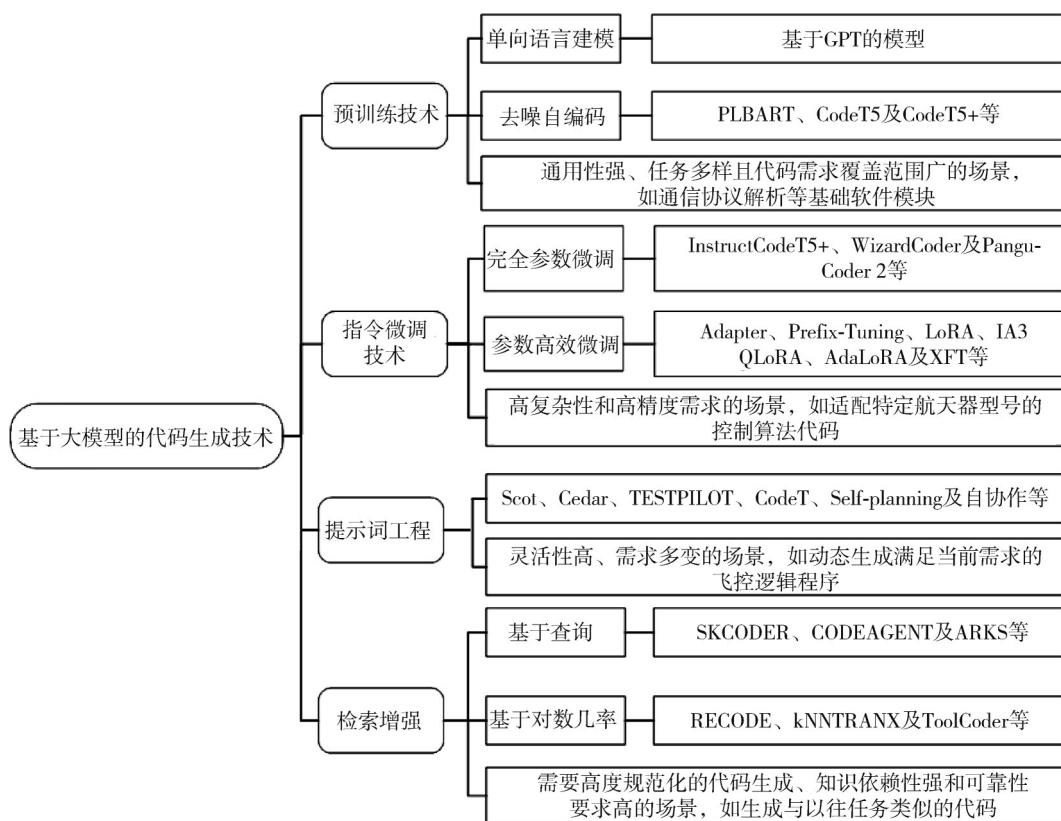 基于大模型的代码生成技术
预训练技术
单向语言建模
基于GPT的模型
去噪自编码
PLBART、CodeT5及CodeT5+等
通用性强、任务多样且代码需求覆盖范围广的场景，
如通信协议解析等基础软件模块
指令微调
技术
完全参数微调
InstructCodeT5+、WizardCoder及Pangu-
Coder 2等
参数高效微调
Adapter、Prefix-Tuning、LoRA、IA3
QLoRA、AdaLoRA及XFT等
高复杂性和高精度需求的场景，如适配特定航天器型号的
控制算法代码
提示词工程
Scot、Cedar、TESTPILOT、CodeT、Self-planning及自协作等
灵活性高、需求多变的场景，如动态生成满足当前需求的
飞控逻辑程序
检索增强
基于查询
SKCODER、CODEAGENT及ARKS等
基于对数几率
RECODE、kNNTRANX及ToolCoder等
需要高度规范化的代码生成、知识依赖性强和可靠性
要求高的场景，如生成与以往任务类似的代码